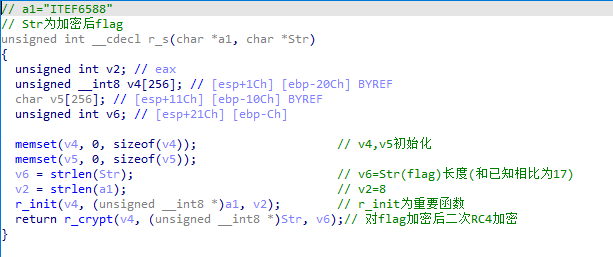 // a1="ITEF6588"
// Str为加密后flag
unsigned int __cdecl r_s(char *a1, char *Str)
{
unsigned int v2; // eax
unsigned __int8 v4[256]; // [esp+1Ch] [ebp-20Ch] BYREF
char v5[256]; // [esp+11Ch] [ebp-10Ch] BYREF
unsigned int v6; // [esp+21Ch] [ebp-Ch]
memset(v4, 0, sizeof(v4)); // v4,v5初始化
memset(v5, 0, sizeof(v5));
v6 = strlen(Str); // v6=Str(flag)长度(和已知相比为17)
v2 = strlen(a1); // v2=8
r_init(v4, (unsigned __int8 *)a1, v2); // r_init为重要函数
return r_crypt(v4, (unsigned __int8 *)Str, v6);// 对flag加密后二次RC4加密
}